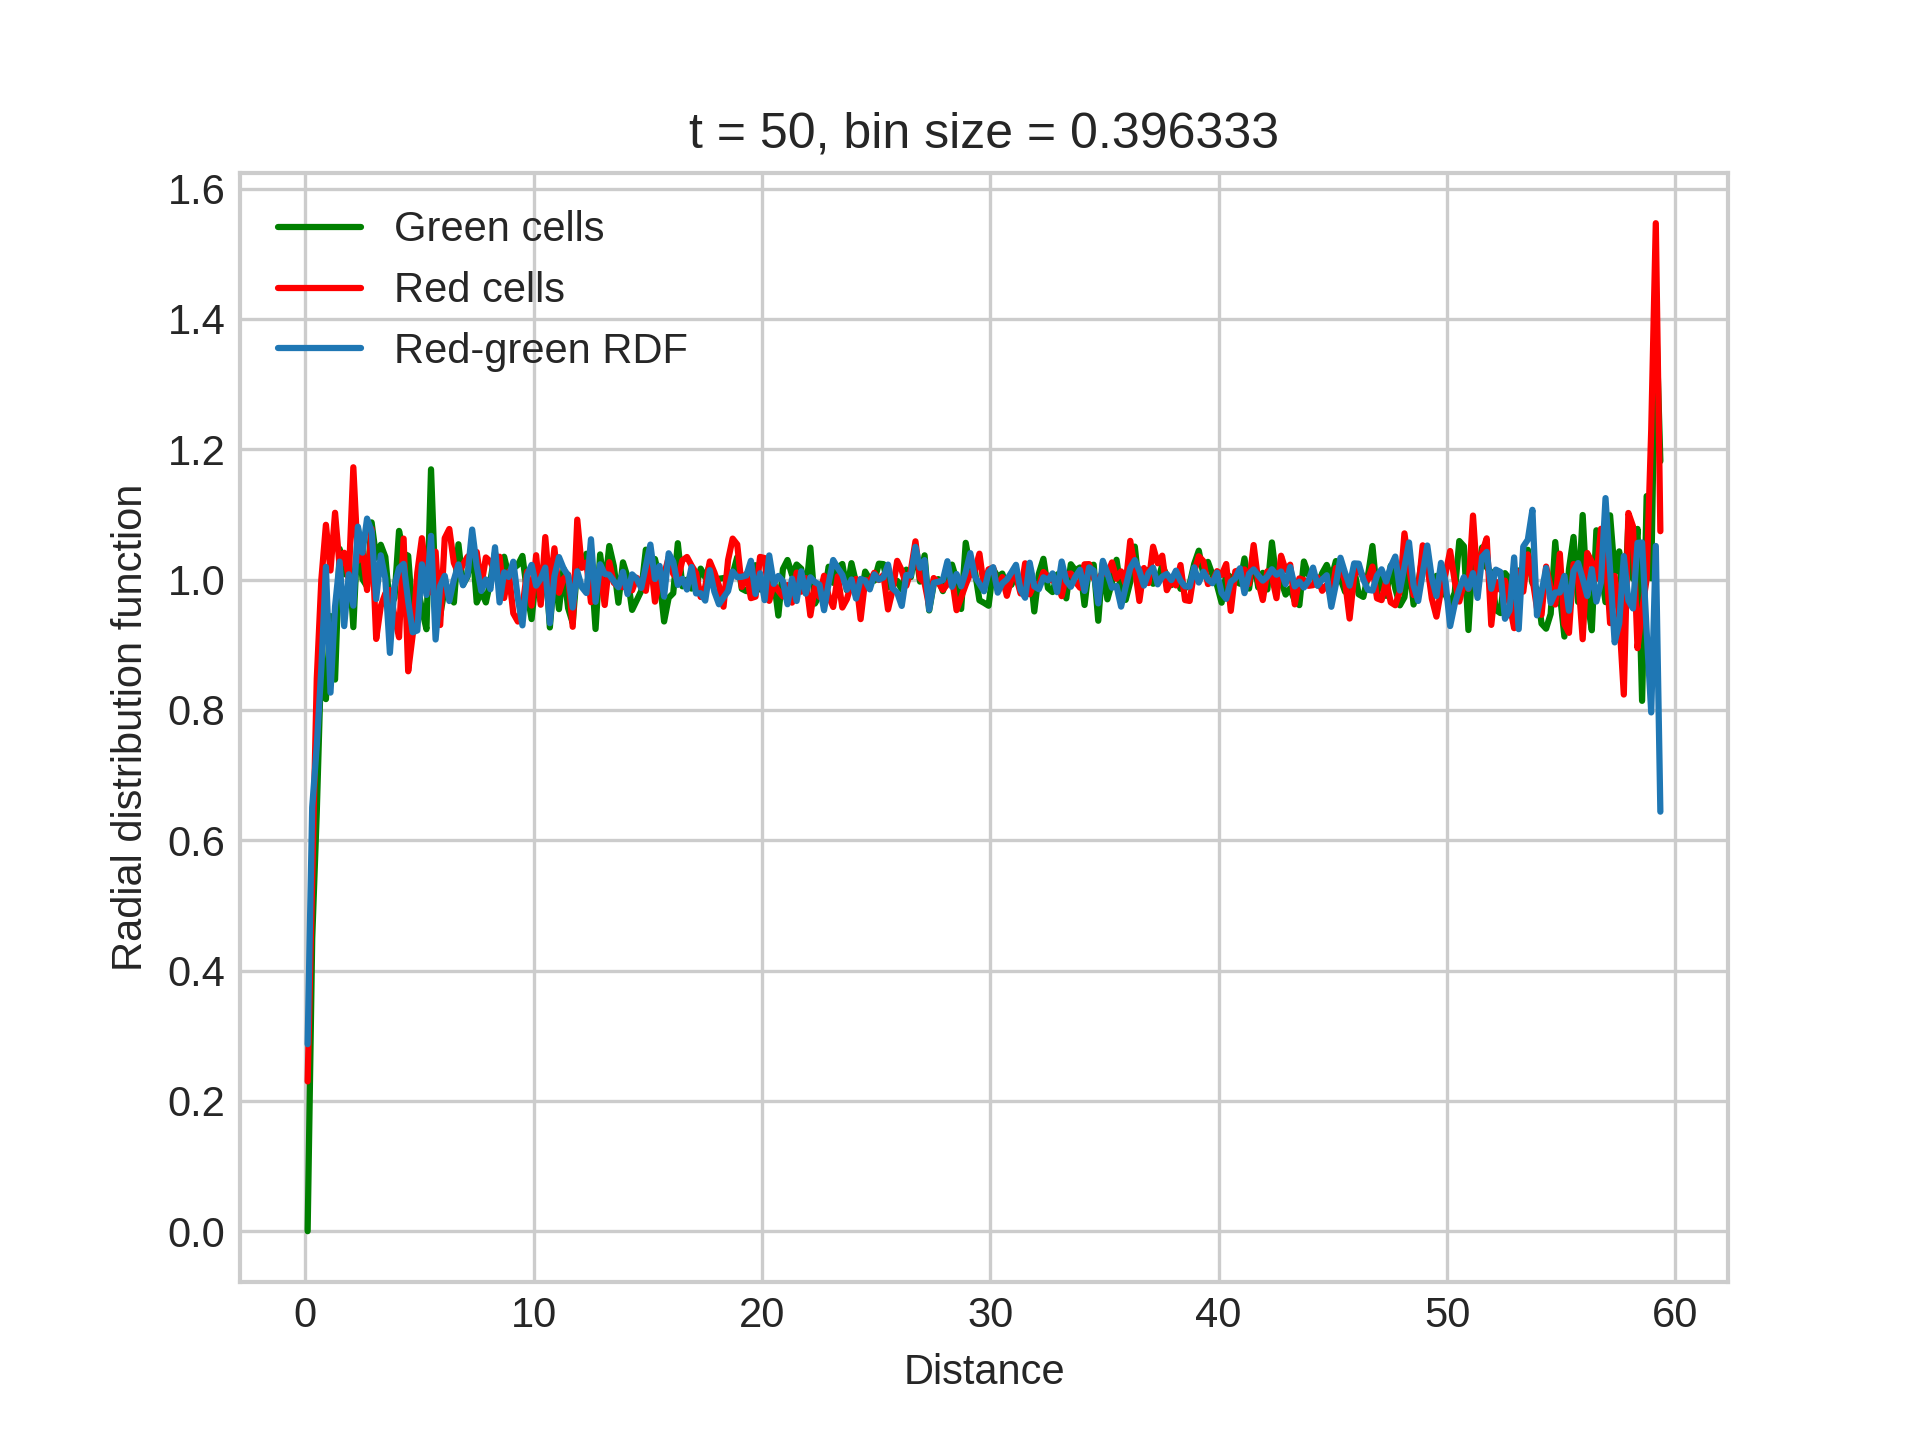 t = 50, bin size = 0.396333
Green cells
Red cells
Red-green RDF
Radial distribution function
1.6
1.4
1.2
1.0
0.8
0.6
0.4
0.2
0.0
0 10 20 30 40 50 60
Distance